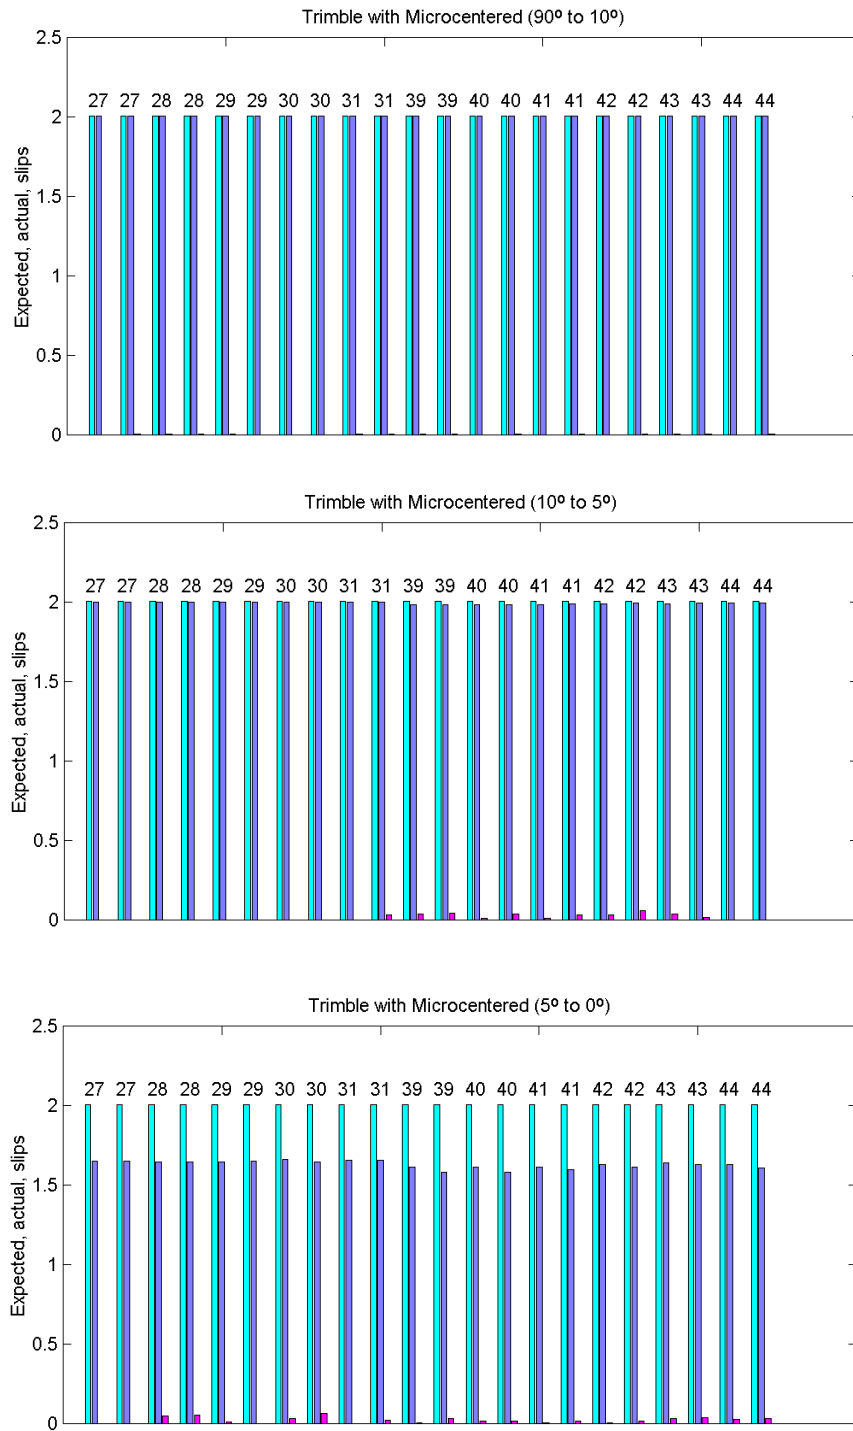 Trimble with Microcentered (90º to 10º)
2.5
27 27 28 28 29 29 30 30 31 31 39 39 40 40 41 41 42 42 43 43 44 44
2
1.5
Expected, actual, slips
1
0.5
0
Trimble with Microcentered (10º to 5º)
2.5
27 27 28 28 29 29 30 30 31 31 39 39 40 40 41 41 42 42 43 43 44 44
2
1.5
Expected, actual, slips
1
0.5
0
Trimble with Microcentered (5º to 0º)
2.5
27 27 28 28 29 29 30 30 31 31 39 39 40 40 41 41 42 42 43 43 44 44
2
1.5
Expected, actual, slips
1
0.5
0